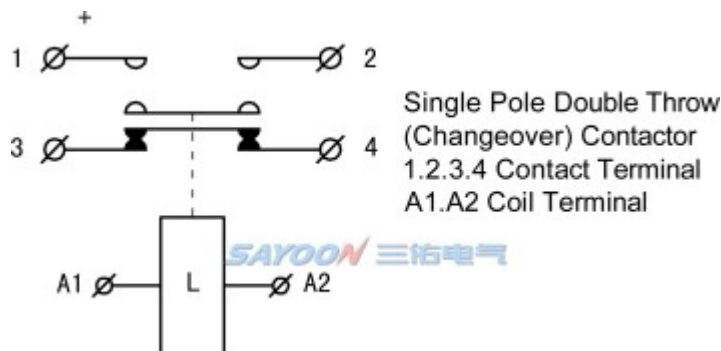 +
1 2
3 4
Single Pole Double Throw
(Changeover) Contactor
1.2.3.4 Contact Terminal
A1.A2 Coil Terminal
SAYOON 三佑电气
A1 L A2